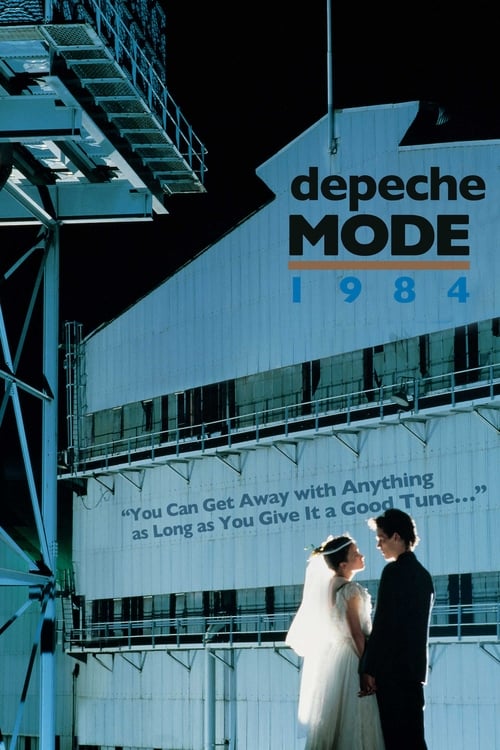 depeche
MODE
1984
“You Can Get Away with Anything
as Long as You Give It a Good Tune...”